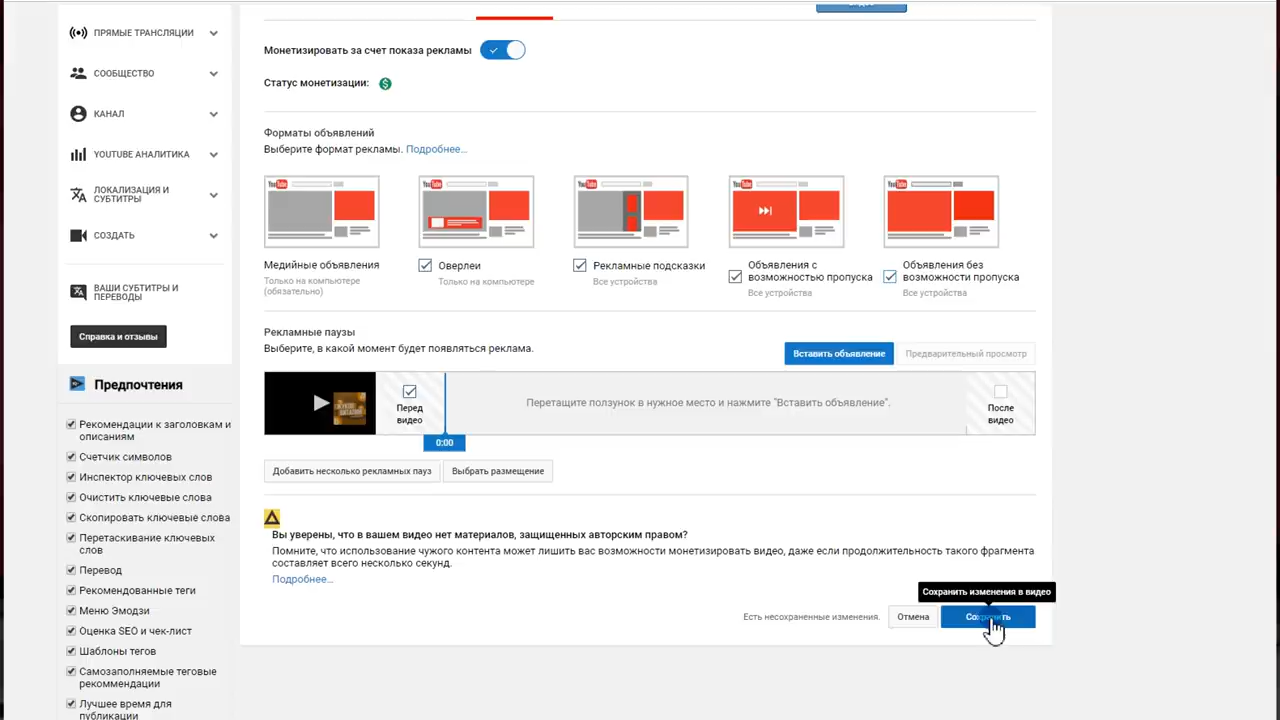 ПРЯМЫЕ ТРАНСЛЯЦИИ
СООБЩЕСТВО
КАНАЛ
YOUTUBE АНАЛИТИКА
ЛОКАЛИЗАЦИЯ И
СУБТИТРЫ
СОЗДАТЬ
ВАШИ СУБТИТРЫ И
ПЕРЕВОДЫ
Справка и отзывы
Предпочтения
Рекомендации к заголовкам и
описаниям
Счетчик символов
Инспектор ключевых слов
Очистить ключевые слова
Скопировать ключевые слова
Перетаскивание ключевых
слов
Перевод
Рекомендованные теги
Меню Эмодзи
Оценка SEO и чек-лист
Шаблоны тегов
Самозаполняемые теговые
рекоммендации
Лучшее время для
публикации
Монетизировать за счет показа рекламы
Статус монетизации: $
Форматы объявлений
Выберите формат рекламы. Подробнее...
YouTube
YouTube
YouTube
YouTube
YouTube
Медийные объявления
Только на компьютере
(обязательно)
Оверлеи
Только на компьютере
Рекламные подсказки
Все устройства
Объявления с
возможностью пропуска
Все устройства
Объявления без
возможности пропуска
Все устройства
Рекламные паузы
Выберите, в какой момент будет появляться реклама.
Вставить объявление
Предварительный просмотр
Перед
видео
Перетащите ползунок в нужное место и нажмите "Вставить объявление".
После
видео
0:00
Добавить несколько рекламных пауз
Выбрать размещение
Вы уверены, что в вашем видео нет материалов, защищенных авторским правом?
Помните, что использование чужого контента может лишить вас возможности монетизировать видео, даже если продолжительность такого фрагмента
составляет всего несколько секунд.
Подробнее...
Сохранить изменения в видео
Есть несохраненные изменения.
Отмена
Сохранить